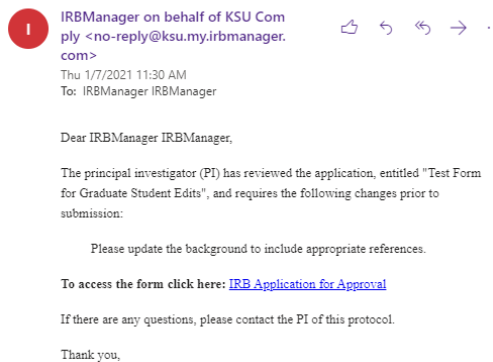 I
IRBManager on behalf of KSU Com
ply <no-reply@ksu.my.irbmanager.
com>
Thu 1/7/2021 11:30 AM
To: IRBManager IRBManager
Dear IRBManager IRBManager,
The principal investigator (PI) has reviewed the application, entitled "Test Form
for Graduate Student Edits", and requires the following changes prior to
submission:
Please update the background to include appropriate references.
To access the form click here: IRB Application for Approval
If there are any questions, please contact the PI of this protocol.
Thank you,